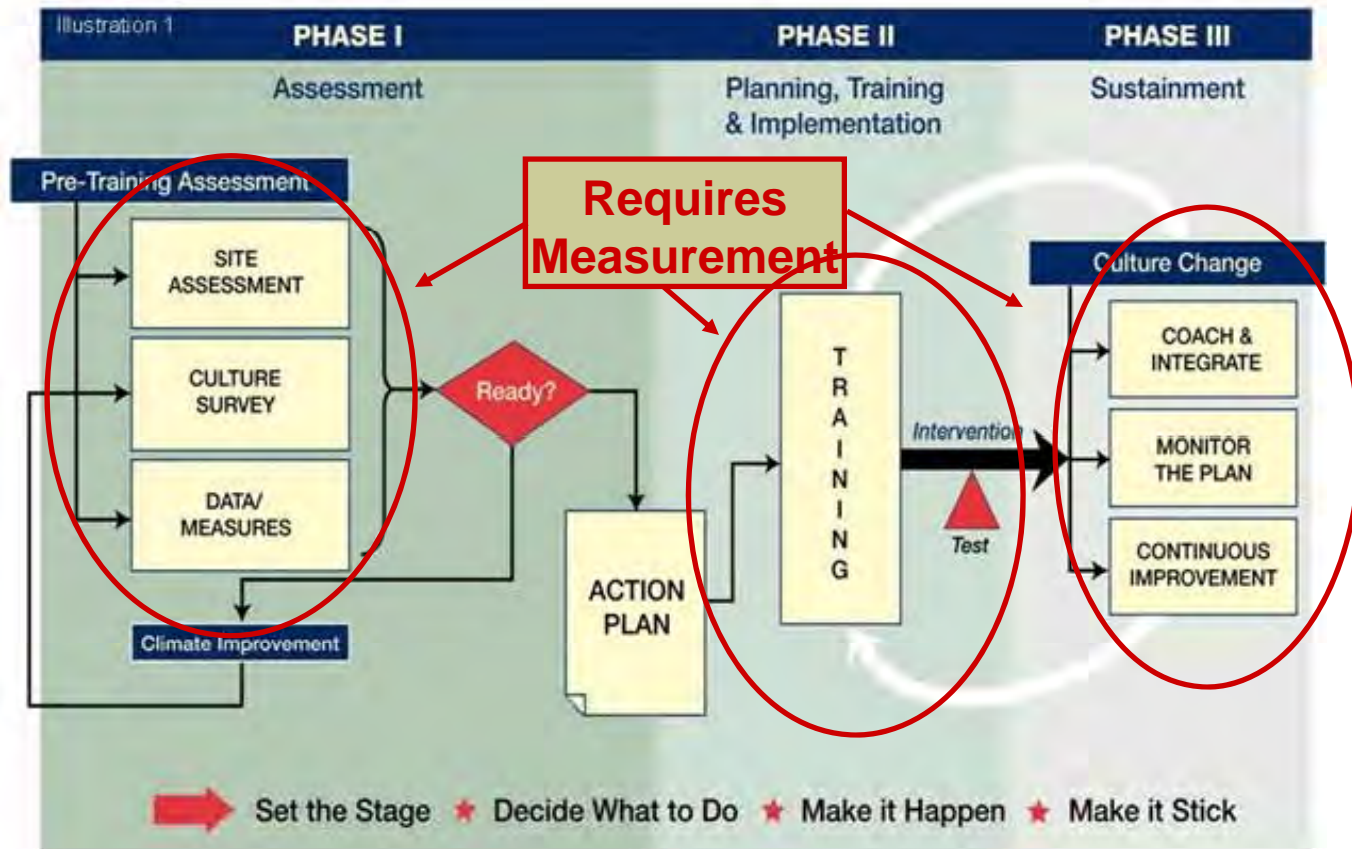 Illustration 1
PHASE I
PHASE II
PHASE III
Assessment
Planning, Training
& Implementation
Sustainment
Pre-Training Assessment
Requires
Measurement
SITE
ASSESSMENT
CULTURE
SURVEY
DATA/
MEASURES
Ready?
Climate Improvement
ACTION
PLAN
T
R
A
I
N
I
N
G
Intervention
Test
Culture Change
COACH &
INTEGRATE
MONITOR
THE PLAN
CONTINUOUS
IMPROVEMENT
Set the Stage ★ Decide What to Do ★ Make it Happen ★ Make it Stick